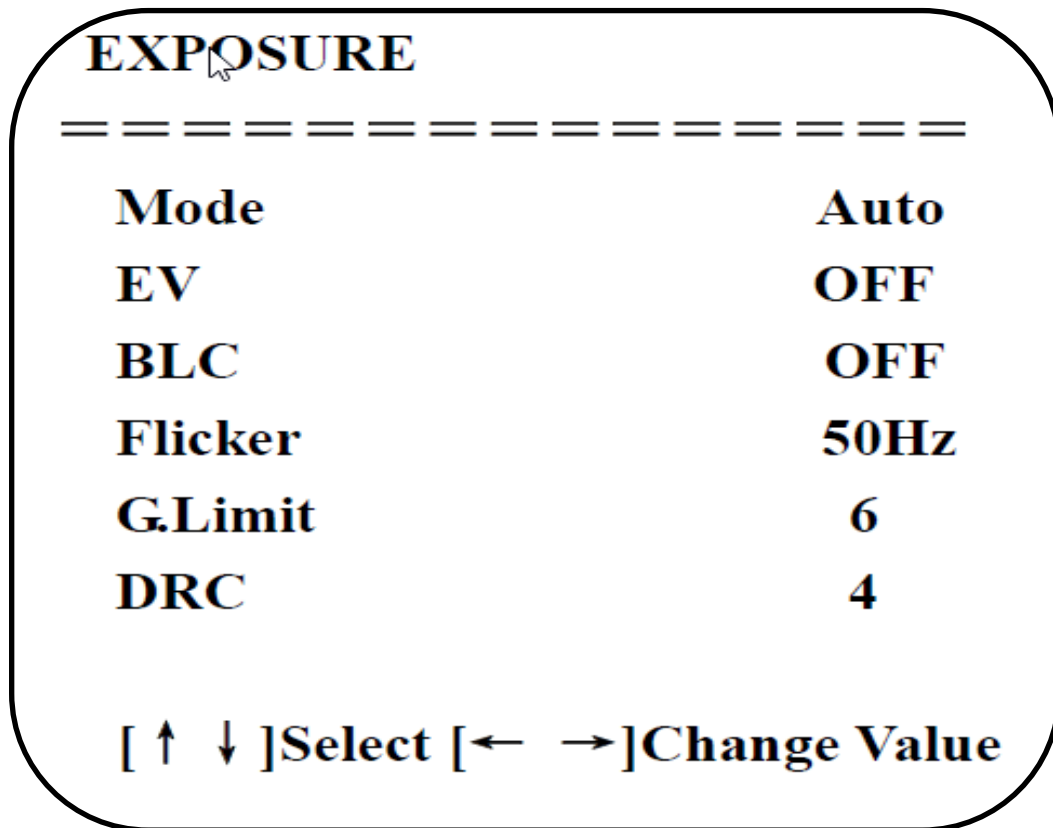 EXPOSURE
===============
Mode Auto
EV OFF
BLC OFF
Flicker 50Hz
G.Limit 6
DRC 4
[ ↑ ↓ ]Select [← →]Change Value